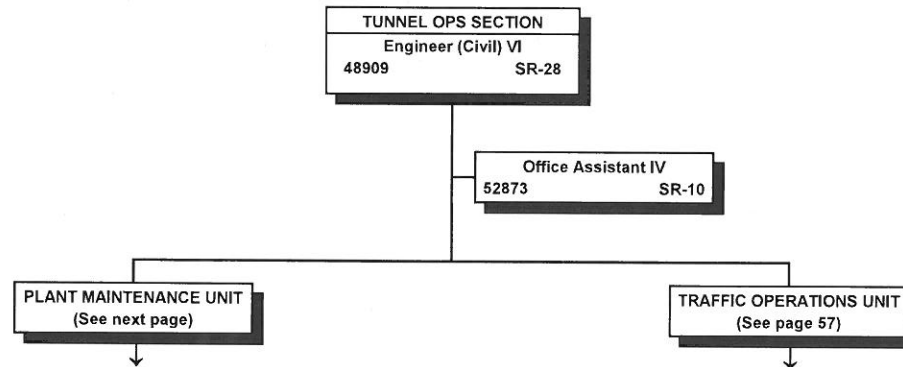 TUNNEL OPS SECTION
Engineer (Civil) VI
48909 SR-28
Office Assistant IV
52873 SR-10
PLANT MAINTENANCE UNIT
(See next page)
TRAFFIC OPERATIONS UNIT
(See page 57)